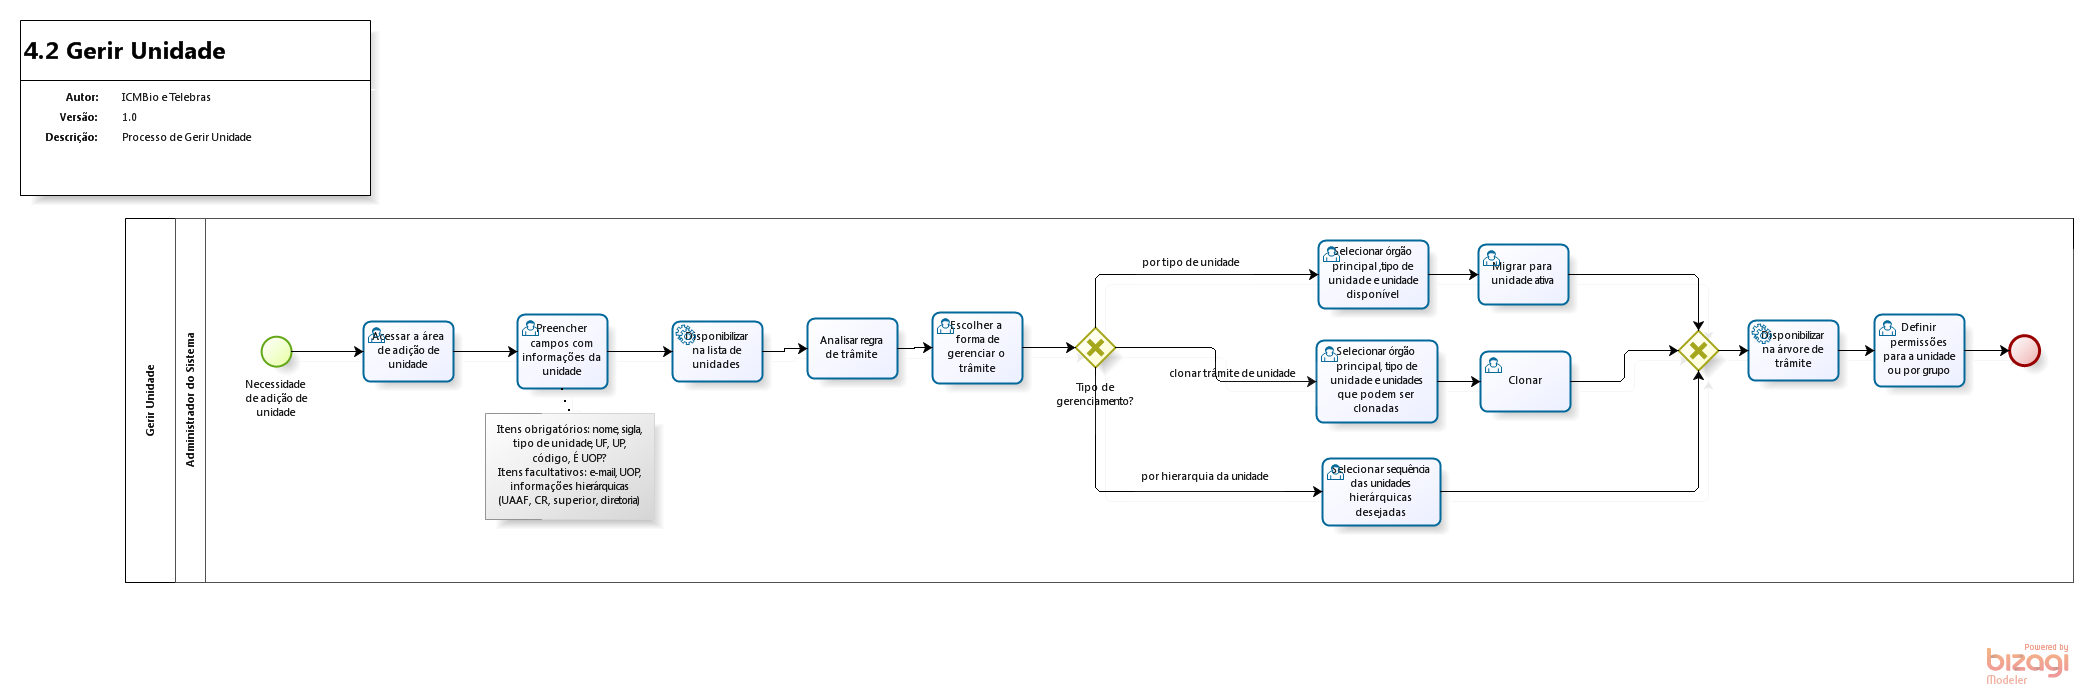 4.2 Gerir Unidade
Autor: ICMBio e Telebras
Versão: 1.0
Descrição: Processo de Gerir Unidade
Gerir Unidade
Administrador do Sistema
Necessidade
de adição de
unidade
Acessar a área
de adição de
unidade
Preencher
campos com
informações da
unidade
Itens obrigatórios: nome, sigla,
tipo de unidade, UF, UP,
código, É UOP?
Itens facultativos: e-mail, UOP,
informações hierárquicas
(UAAF, CR, superior, diretoria)
Disponibilizar
na lista de
unidades
Analisar regra
de trâmite
Escolher a
forma de
gerenciar o
trâmite
Tipo de
gerenciamento?
por tipo de unidade
Selecionar órgão
principal ,tipo de
unidade e unidade
disponível
Migrar para
unidade ativa
clonar trâmite de unidade
Selecionar órgão
principal, tipo de
unidade e unidades
que podem ser
clonadas
Clonar
por hierarquia da unidade
Selecionar sequência
das unidades
hierárquicas
desejadas
Disponibilizar
na árvore de
trâmite
Definir
permissões
para a unidade
ou por grupo
Powered by
bizagi
Modeler